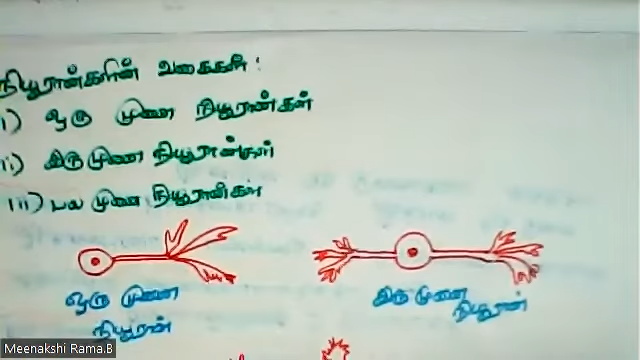 நியூரான்களின் வகைகள் :
i) ஒரு முனை நியூரான்கள்
ii) இருமுனை நியூரான்கள்
iii) பல முனை நியூரான்கள்
ஒரு முனை
நியூரான்
இருமுனை
நியூரான்
Meenakshi Rama.B